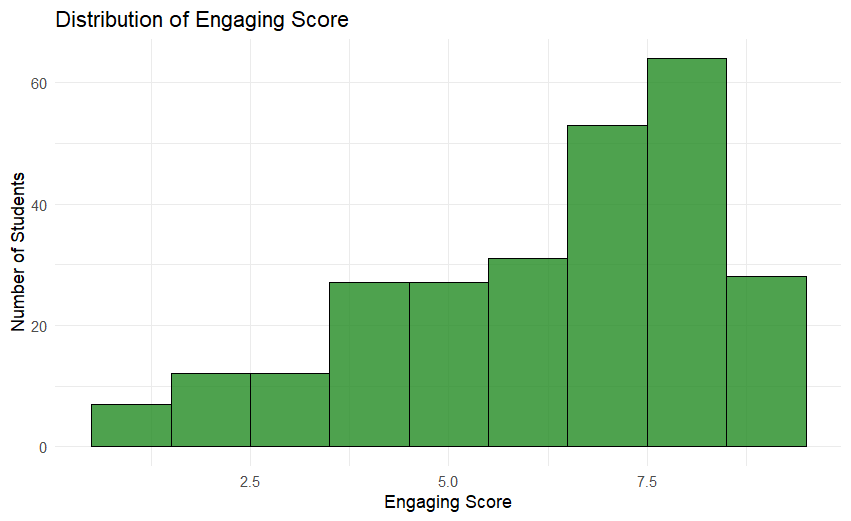 Distribution of Engaging Score
60
40
20
0
Number of Students
2.5 5.0 7.5
Engaging Score